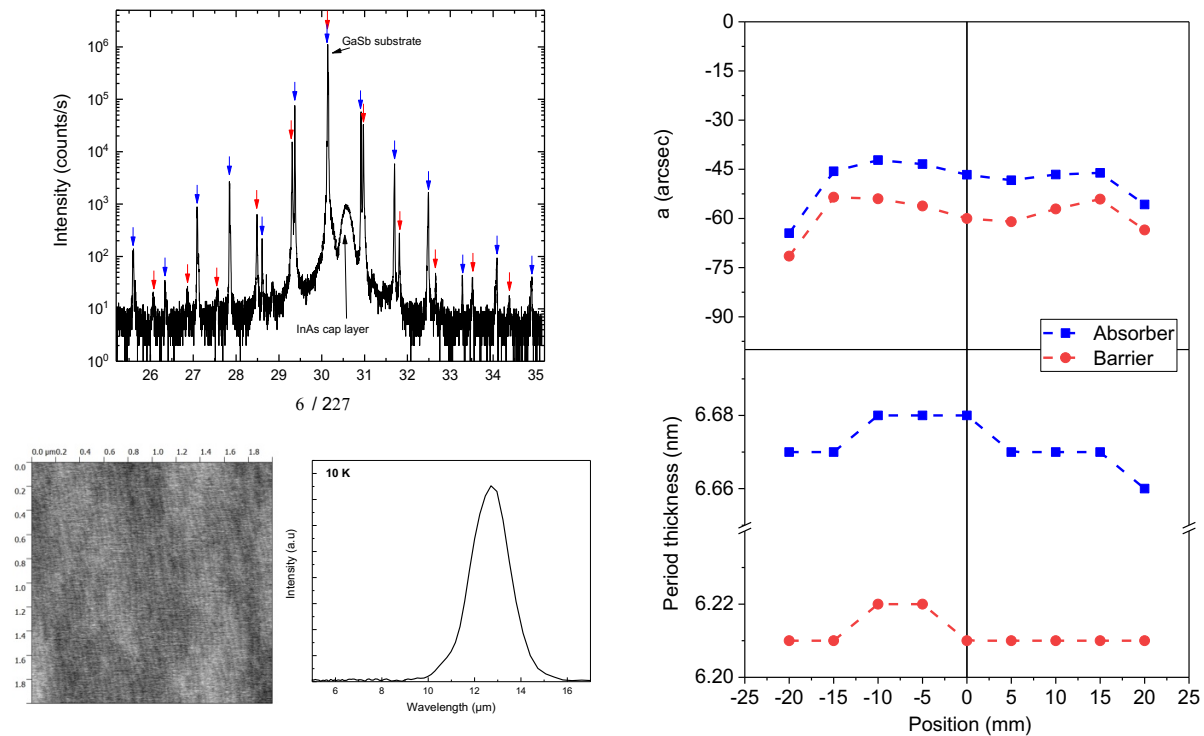 GaSb substrate
InAs cap layer
Intensity (counts/s)
10^6
10^5
10^4
10^3
10^2
10^1
10^0
26 27 28 29 30 31 32 33 34 35
6 / 227
0.0 µm0.2 0.4 0.6 0.8 1.0 1.2 1.4 1.6 1.8
0.0
0.2
0.4
0.6
0.8
1.0
1.2
1.4
1.6
1.8
10 K
Intensity (a.u)
6 8 10 12 14 16
Wavelength (µm)
0
-15
-30
-45
-60
-75
-90
a (arcsec)
Absorber
Barrier
6.68
6.66
6.22
6.20
Period thickness (nm)
-25 -20 -15 -10 -5 0 5 10 15 20 25
Position (mm)